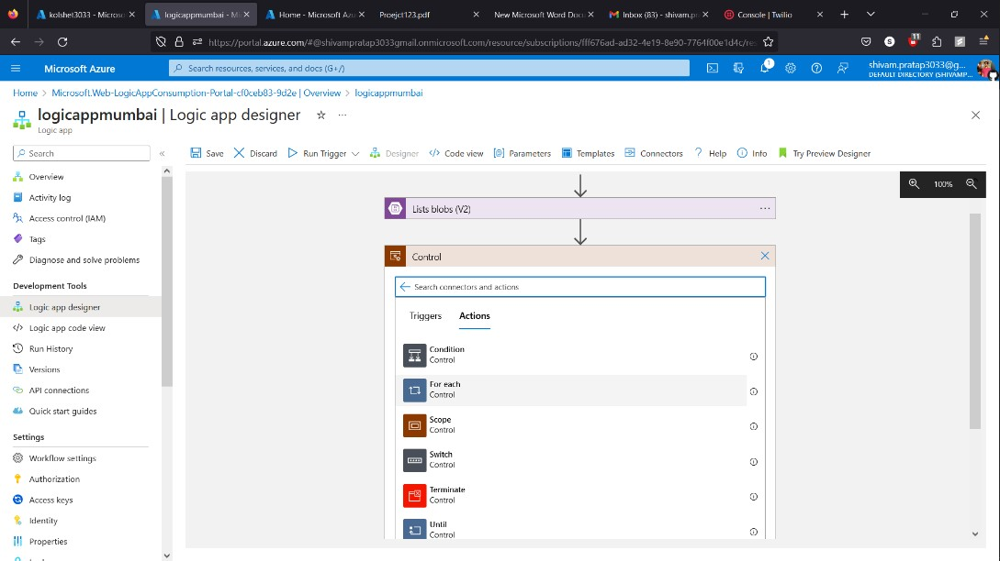 kolshet3033 - Microso
logicappmumbai - Mi
Home - Microsoft Azu
Proejct123.pdf
New Microsoft Word Docu
Inbox (83) - shivam.pr
Console | Twilio
https://portal.azure.com/#@shivampratap3033gmail.onmicrosoft.com/resource/subscriptions/fff676ad-ad32-4e19-8e90-7764f00e1d4c/re
11
Microsoft Azure
Search resources, services, and docs (G+/)
1
shivam.pratap3033@g...
DEFAULT DIRECTORY (SHIVAMP...
Home > Microsoft.Web-LogicAppConsumption-Portal-cf0ceb83-9d2e | Overview > logicappmumbai
logicappmumbai | Logic app designer
Logic app
Search
Save
Discard
Run Trigger
Designer
Code view
Parameters
Templates
Connectors
Help
Info
Try Preview Designer
Overview
Activity log
Access control (IAM)
Tags
Diagnose and solve problems
Development Tools
Logic app designer
Logic app code view
Run History
Versions
API connections
Quick start guides
Settings
Workflow settings
Authorization
Access keys
Identity
Properties
100%
Lists blobs (V2)
Control
Search connectors and actions
Triggers
Actions
Condition
Control
For each
Control
Scope
Control
Switch
Control
Terminate
Control
Until
Control